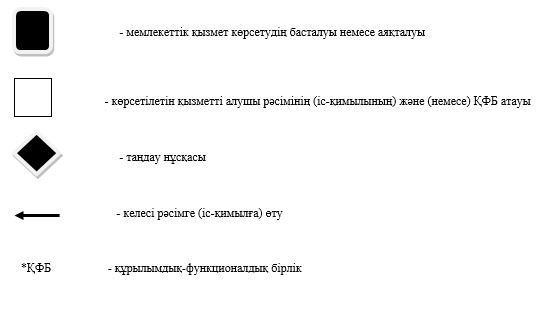 - мемлекеттік қызмет көрсетудің басталуы немесе аяқталуы
- көрсетілетін қызметті алушы рәсімінің (іс-қимылының) және (немесе) ҚФБ атауы
- таңдау нұсқасы
- келесі рәсімге (іс-қимылға) өту
*ҚФБ - құрылымдық-функционалдық бірлік